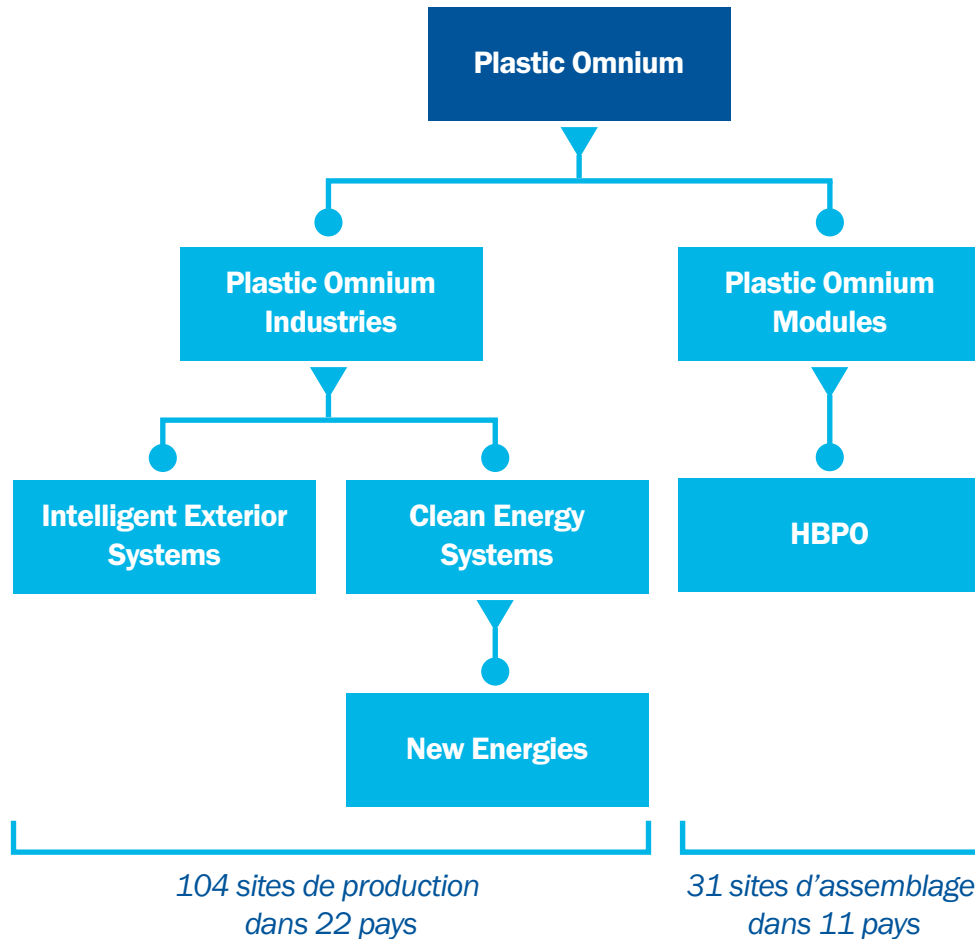 Plastic Omnium
Plastic Omnium
Industries
Plastic Omnium
Modules
Intelligent Exterior
Systems
Clean Energy
Systems
HBPO
New Energies
104 sites de production
dans 22 pays
31 sites d'assemblage
dans 11 pays